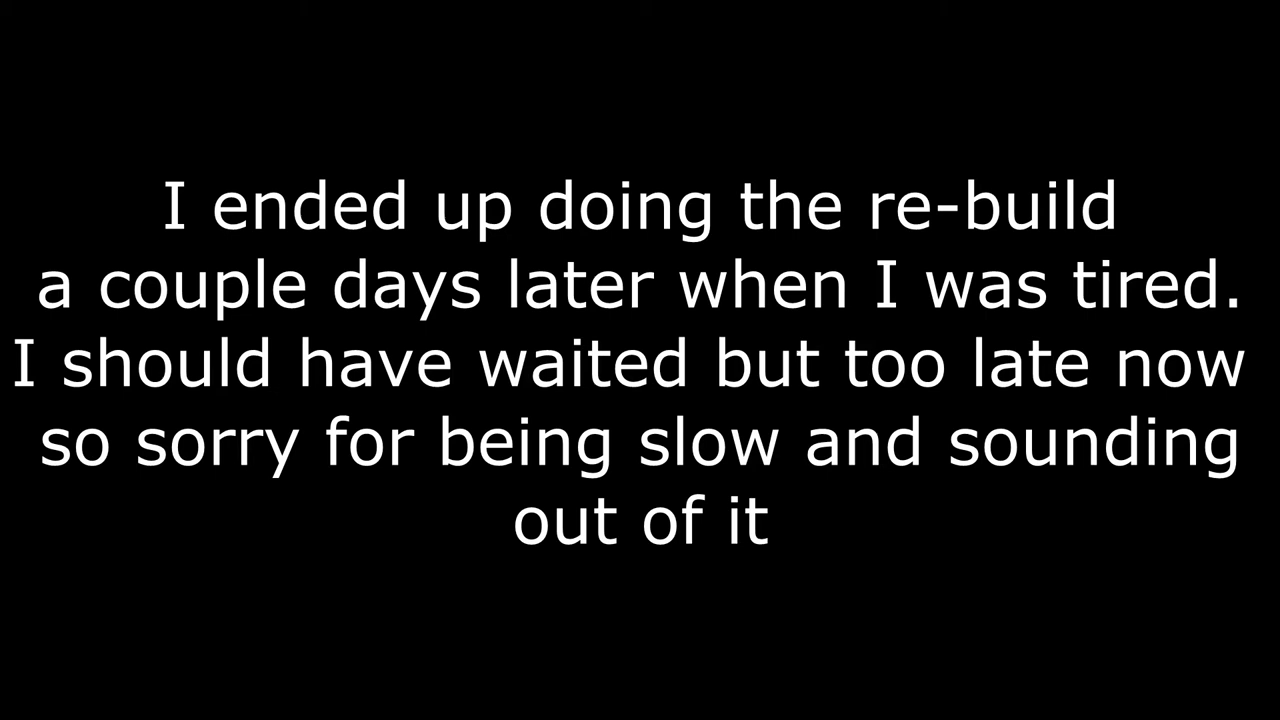 I ended up doing the re-build
a couple days later when I was tired.
I should have waited but too late now
so sorry for being slow and sounding
out of it